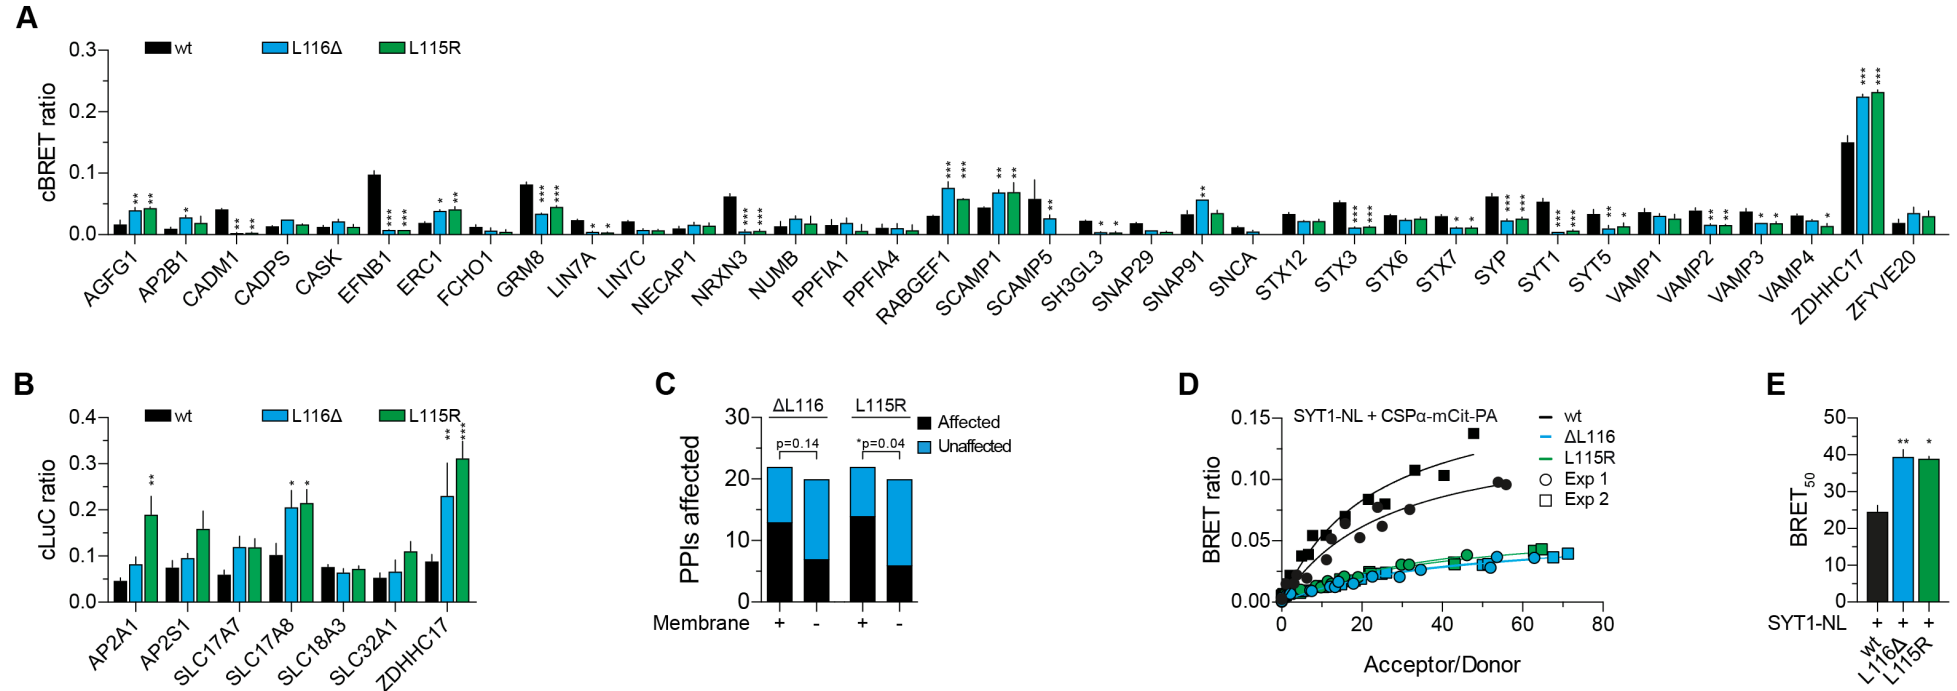 A
wt L116Δ L115R
cBRET ratio
0.3
0.2
0.1
0.0
** ** * ** ** *** *** * ** *** *** * * *** *** *** *** ** ** ** * * ** *** *** * * *** *** *** *** ** * ** ** * * * *** ***
AGFG1 AP2B1 CADM1 CADPS CASK EFNB1 ERC1 FCHO1 GRM8 LIN7A LIN7C NECAP1 NRXN3 NUMB PPFIA1 PPFIA4 RABGEF1 SCAMP1 SCAMP5 SH3GL3 SNAP29 SNAP91 SNCA STX12 STX3 STX6 STX7 SYP SYT1 SYT5 VAMP1 VAMP2 VAMP3 VAMP4 ZDHHC17 ZFYVE20
B
wt L116Δ L115R
cLuC ratio
0.4
0.3
0.2
0.1
0.0
** * * ** ***
AP2A1 AP2S1 SLC17A7 SLC17A8 SLC18A3 SLC32A1 ZDHHC17
C
ΔL116 L115R
p=0.14 *p=0.04
Affected
Unaffected
PPIs affected
30
20
10
0
Membrane + - + -
D
SYT1-NL + CSPα-mCit-PA
wt
ΔL116
L115R
Exp 1
Exp 2
BRET ratio
0.15
0.10
0.05
0.00
0 20 40 60 80
Acceptor/Donor
E
BRET50
50
40
30
20
10
0
** *
SYT1-NL + + +
wt L116Δ L115R